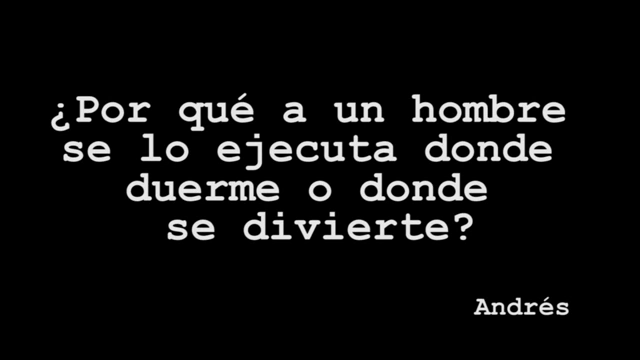 ¿Por qué a un hombre
se lo ejecuta donde
duerme o donde
se divierte?
Andrés